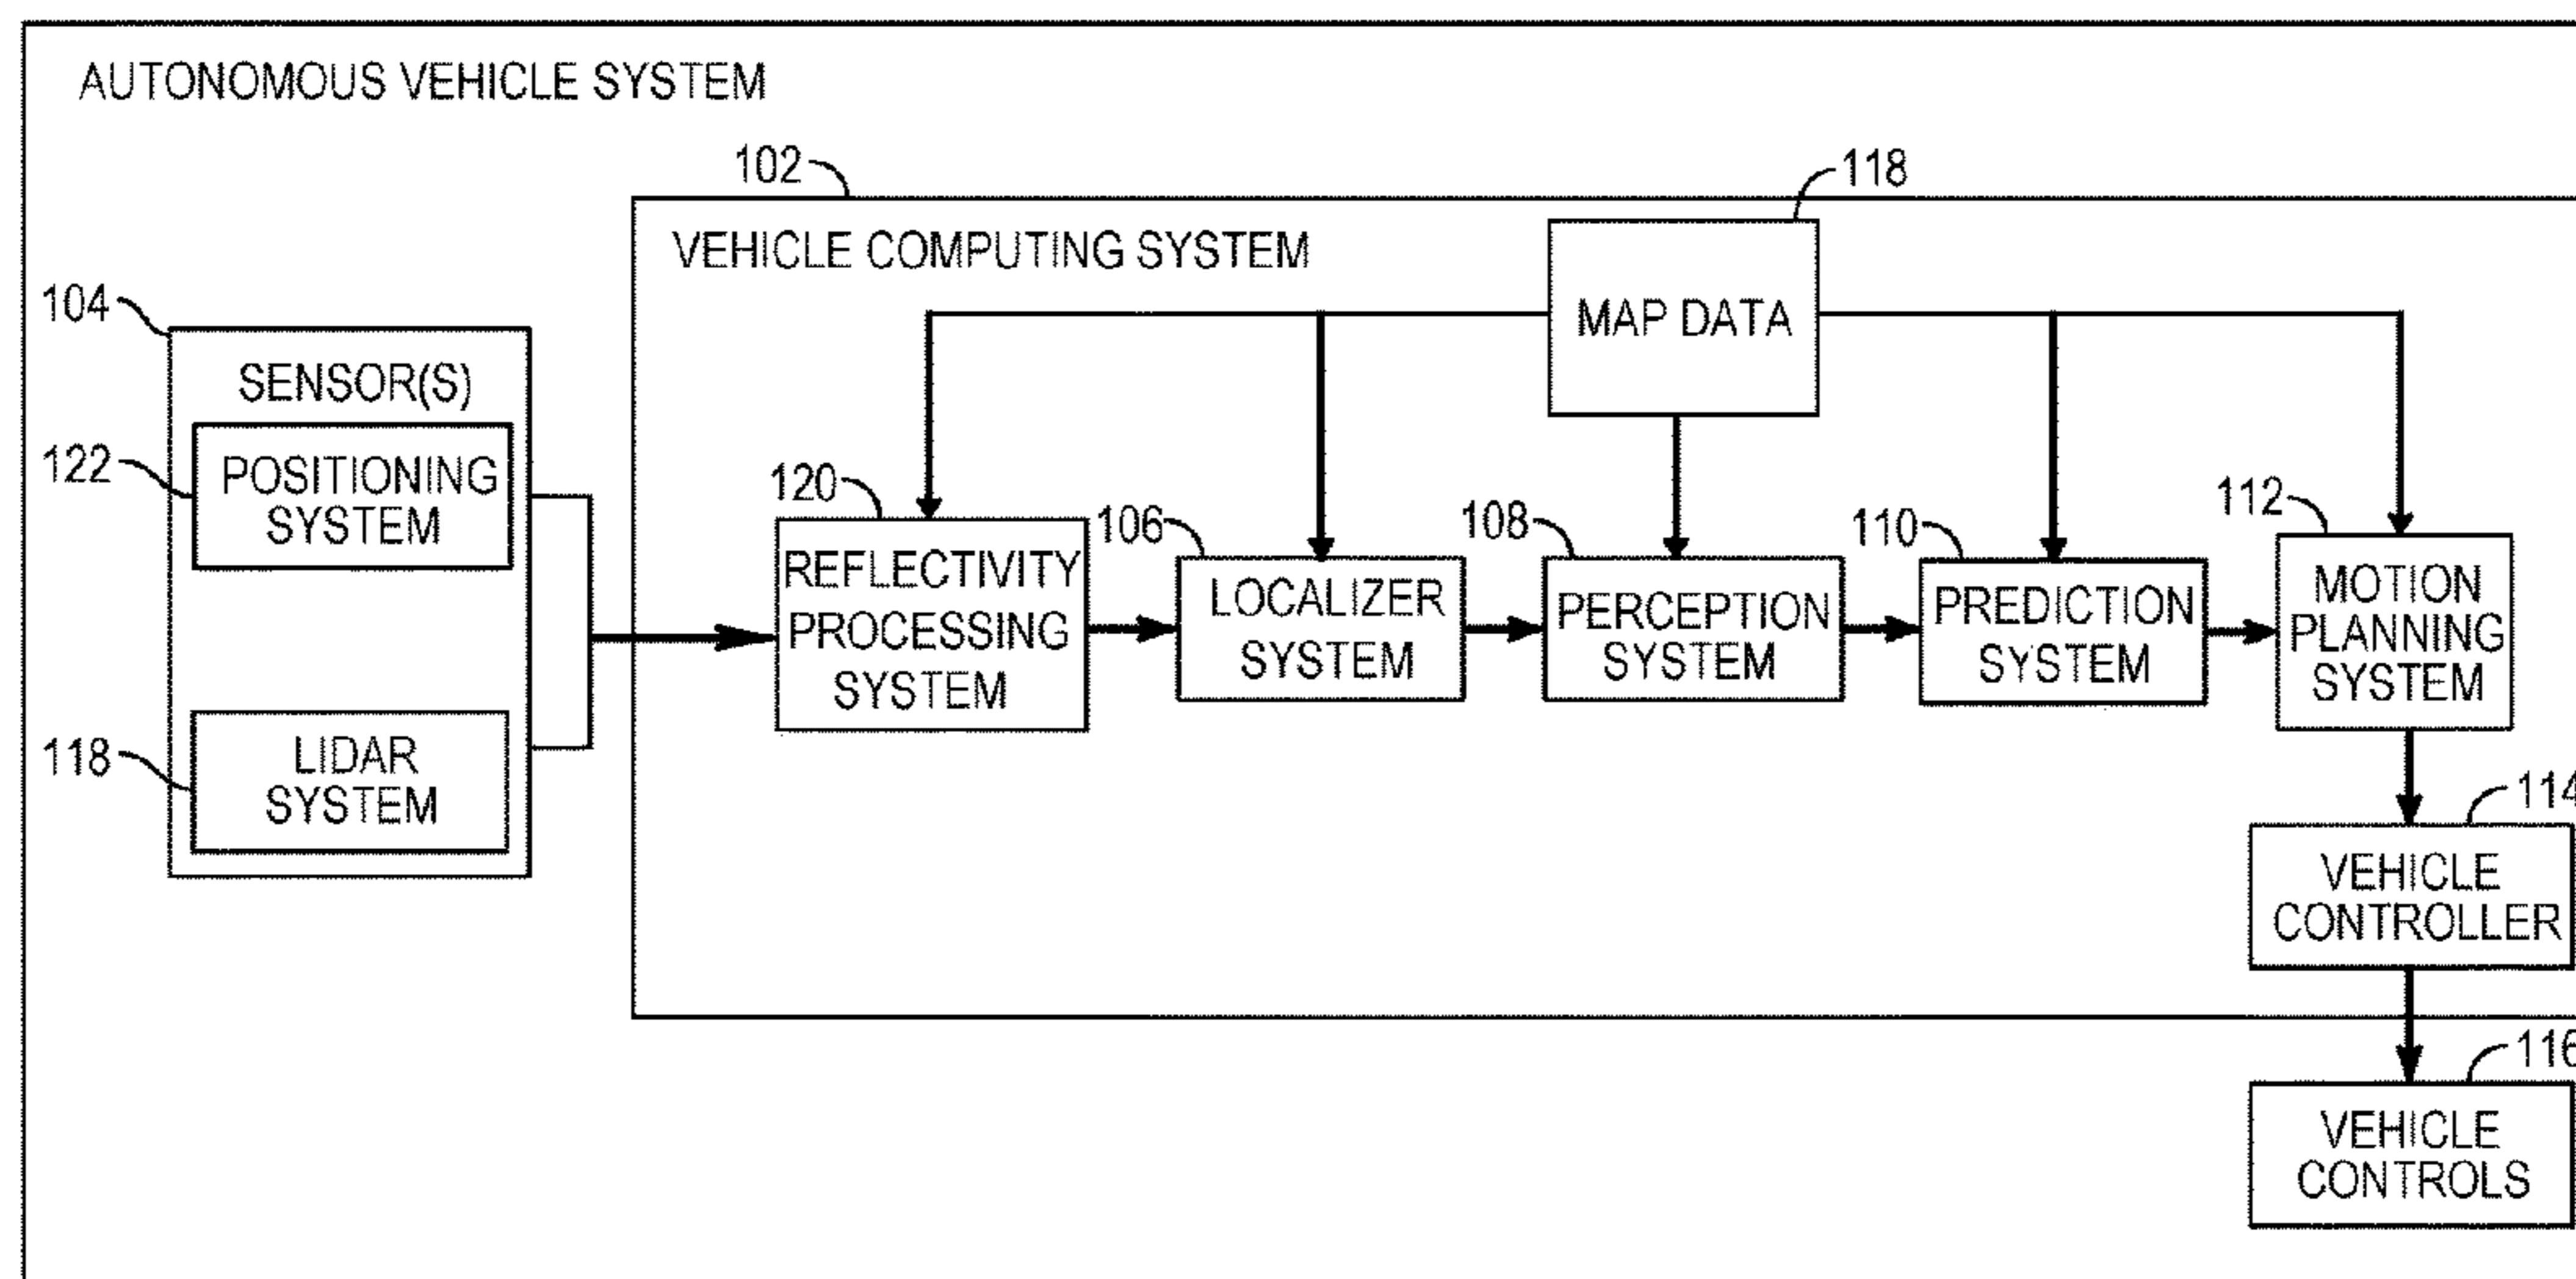 AUTONOMOUS VEHICLE SYSTEM
102
118
VEHICLE COMPUTING SYSTEM
MAP DATA
104
SENSOR(S)
122
POSITIONING
SYSTEM
118
LIDAR
SYSTEM
120
REFLECTIVITY
PROCESSING
SYSTEM
106
LOCALIZER
SYSTEM
108
PERCEPTION
SYSTEM
110
PREDICTION
SYSTEM
112
MOTION
PLANNING
SYSTEM
114
VEHICLE
CONTROLLER
116
VEHICLE
CONTROLS